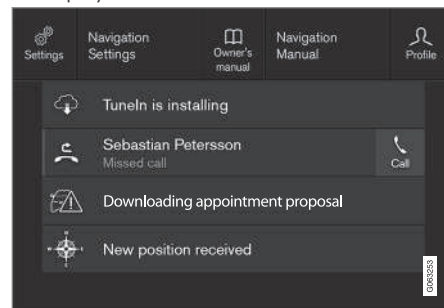 Settings
Navigation
Settings
Owner's
manual
Navigation
Manual
Profile
TuneIn is installing
Sebastian Petersson
Missed call
Call
Downloading appointment proposal
New position received
G063253